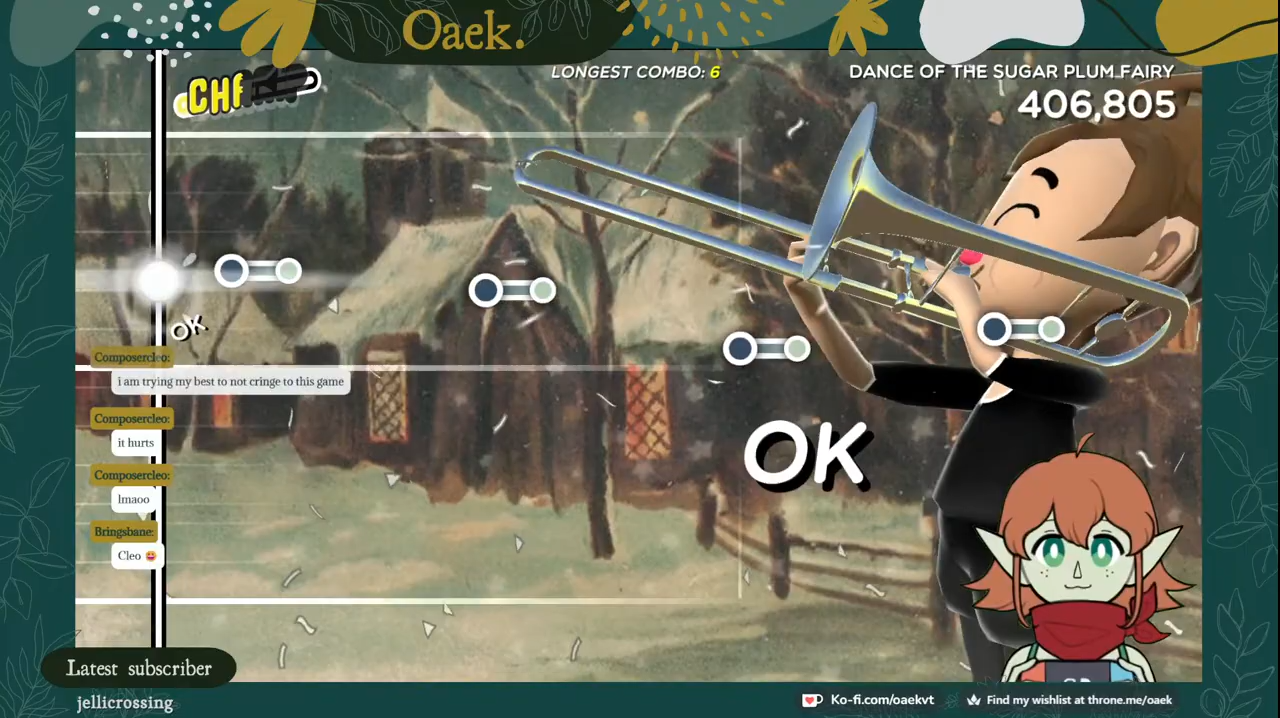 Oaek.
LONGEST COMBO: 6
DANCE OF THE SUGAR PLUM FAIRY
406,805
OK
Composercleo:
i am trying my best to not cringe to this game
Composercleo:
it hurts
Composercleo:
lmaoo
Bringsbane:
Cleo 😝
OK
Latest subscriber
jellicrossing
Ko-fi.com/oaekvt
Find my wishlist at throne.me/oaek